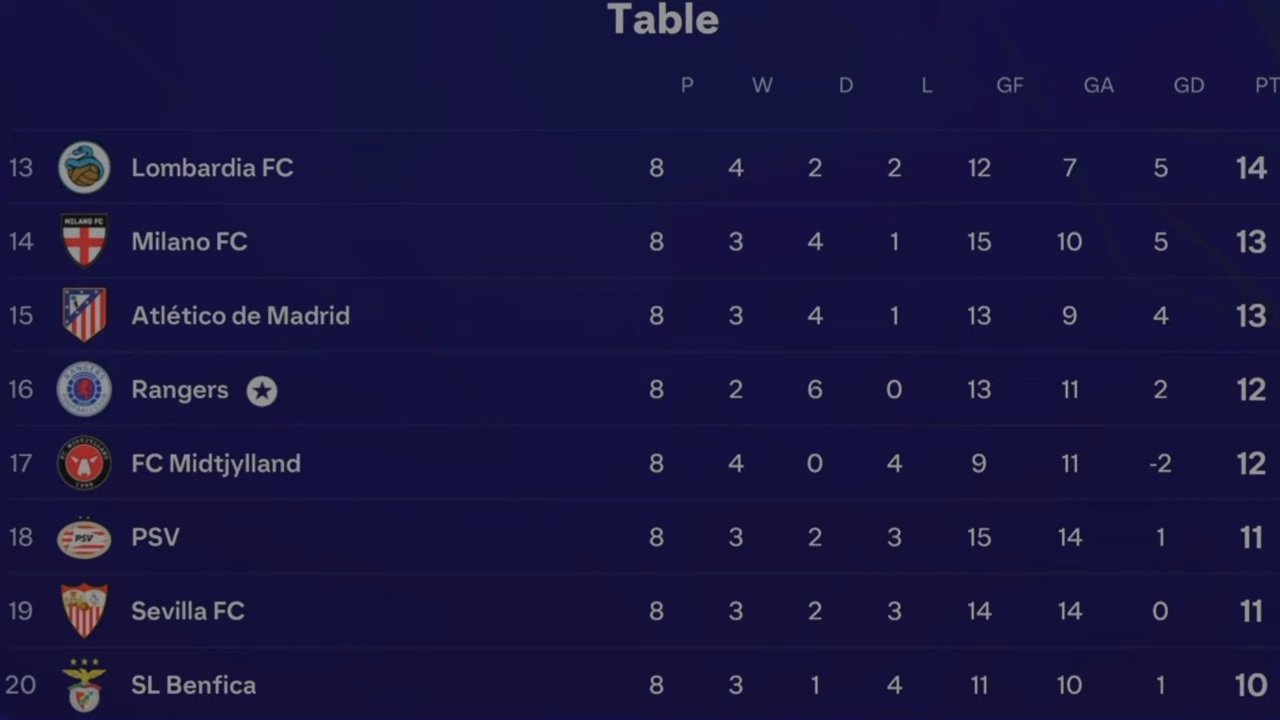 Table
P W D L GF GA GD PT
13 Lombardia FC 8 4 2 2 12 7 5 14
MILANO FC
14 Milano FC 8 3 4 1 15 10 5 13
15 Atlético de Madrid 8 3 4 1 13 9 4 13
16 Rangers 8 2 6 0 13 11 2 12
17 FC Midtjylland 8 4 0 4 9 11 -2 12
18 PSV PSV 8 3 2 3 15 14 1 11
19 Sevilla FC 8 3 2 3 14 14 0 11
20 SL Benfica 8 3 1 4 11 10 1 10